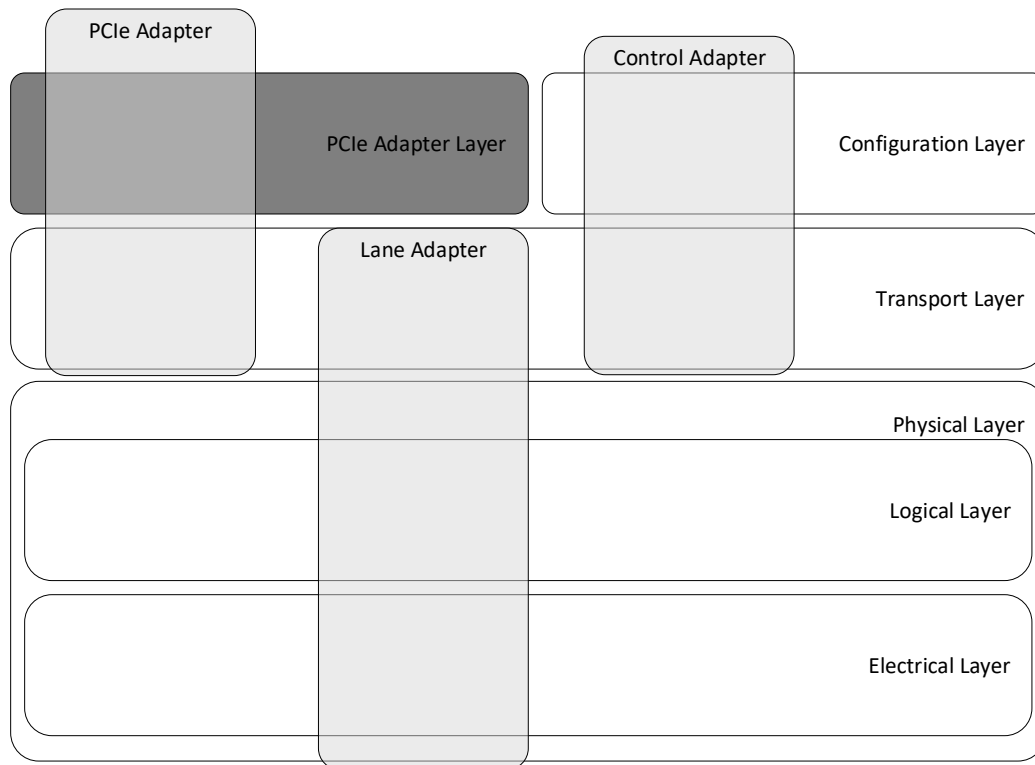 PCIe Adapter
Control Adapter
PCIe Adapter Layer
Configuration Layer
Lane Adapter
Transport Layer
Physical Layer
Logical Layer
Electrical Layer